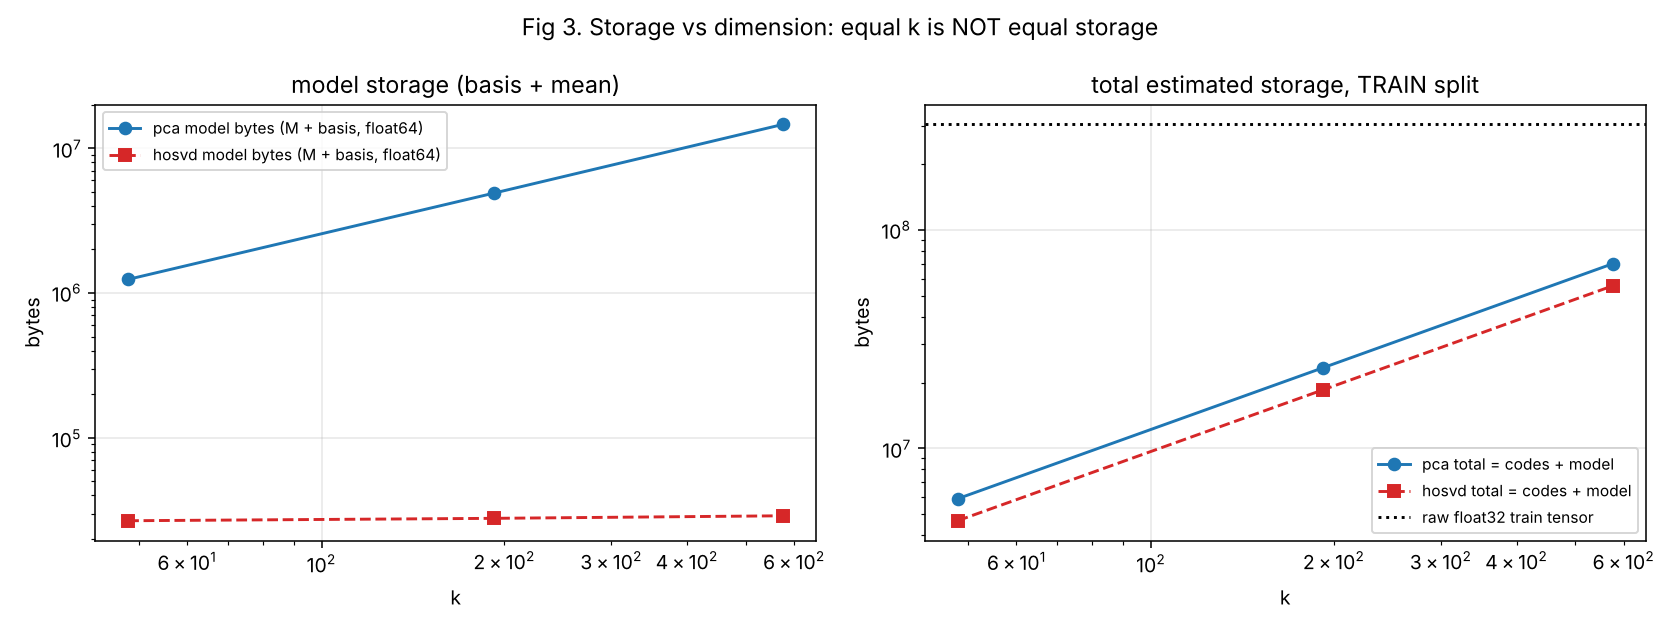 Fig 3. Storage vs dimension: equal k is NOT equal storage
model storage (basis + mean)
pca model bytes (M + basis, float64)
hosvd model bytes (M + basis, float64)
10⁷
10⁶
10⁵
bytes
6 × 10¹
10²
2 × 10²
3 × 10²
4 × 10²
6 × 10²
k
total estimated storage, TRAIN split
10⁸
10⁷
bytes
pca total = codes + model
hosvd total = codes + model
raw float32 train tensor
6 × 10¹
10²
2 × 10²
3 × 10²
4 × 10²
6 × 10²
k